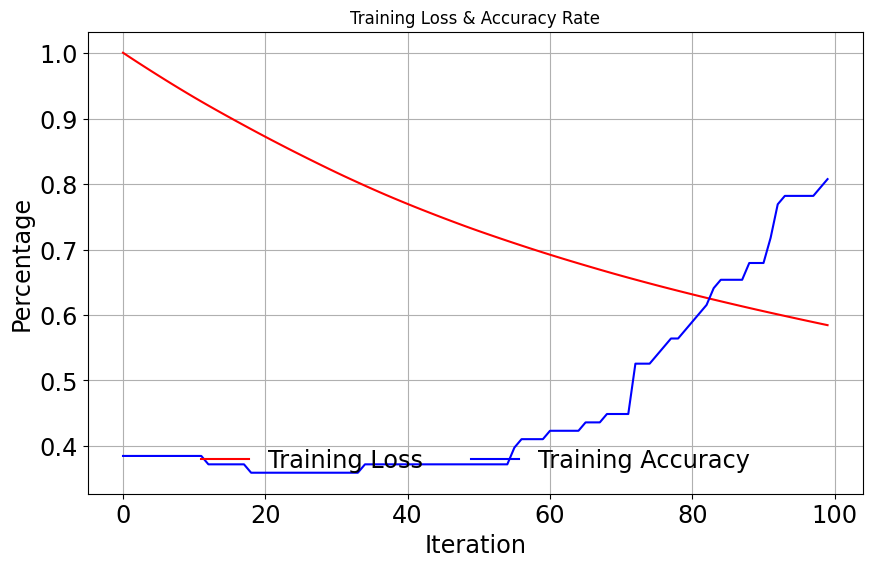 Training Loss & Accuracy Rate
1.0
0.9
0.8
0.7
0.6
0.5
0.4
Percentage
Training Loss Training Accuracy
0 20 40 60 80 100
Iteration